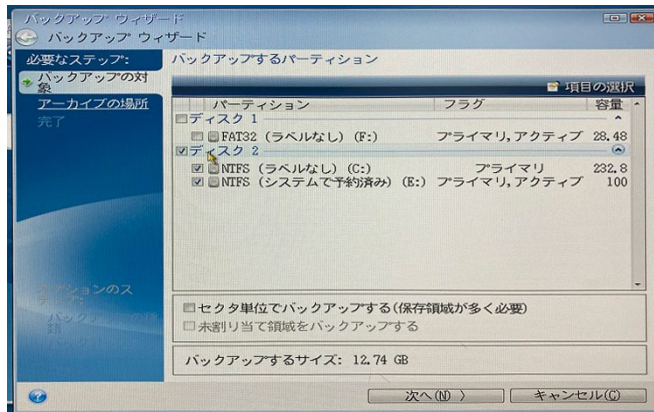 バックアップ ウィザード
バックアップ ウィザード
必要なステップ:
バックアップの対象
アーカイブの場所
完了
バックアップするパーティション
項目の選択
パーティション フラグ 容量
ディスク 1
FAT32 (ラベルなし) (F:) プライマリ,アクティブ 28.48
ディスク 2
NTFS (ラベルなし) (C:) プライマリ 232.8
NTFS (システムで予約済み) (E:) プライマリ,アクティブ 100
セクタ単位でバックアップする(保存領域が多く必要)
未割り当て領域をバックアップする
バックアップするサイズ: 12.74 GB
次へ(N) 〉 キャンセル(C)